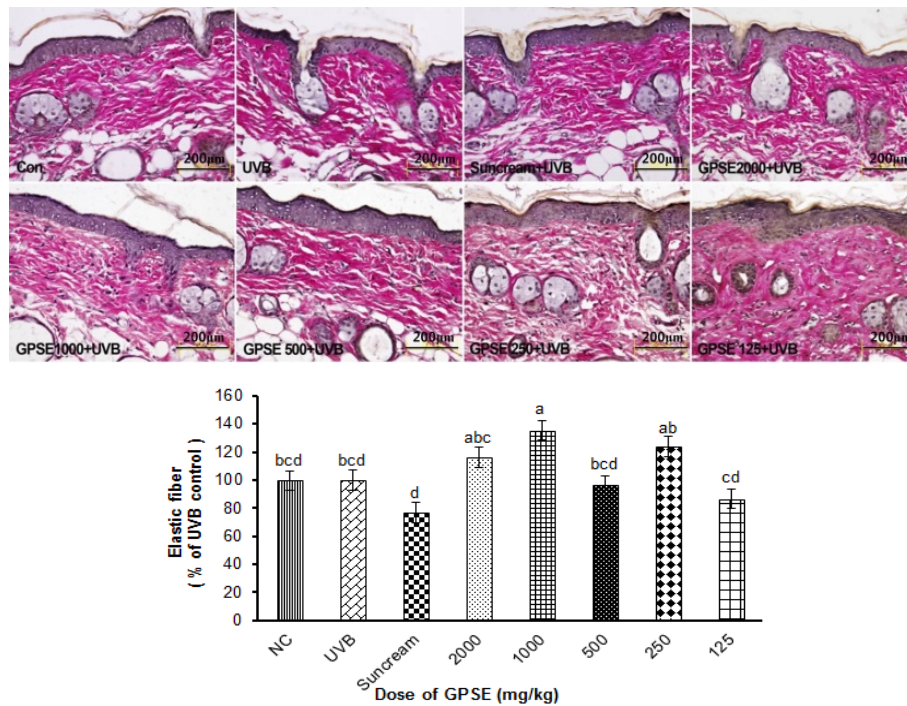 Con
200μm
UVB
200μm
Suncream+UVB
200μm
GPSE2000+UVB
200μm
GPSE1000+UVB
200μm
GPSE 500+UVB
200μm
GPSE 250+UVB
200μm
GPSE 125+UVB
200μm
Elastic fiber
( % of UVB control )
160
140
120
100
80
60
40
20
0
bcd
bcd
d
abc
a
bcd
ab
cd
NC
UVB
Suncream
2000
1000
500
250
125
Dose of GPSE (mg/kg)